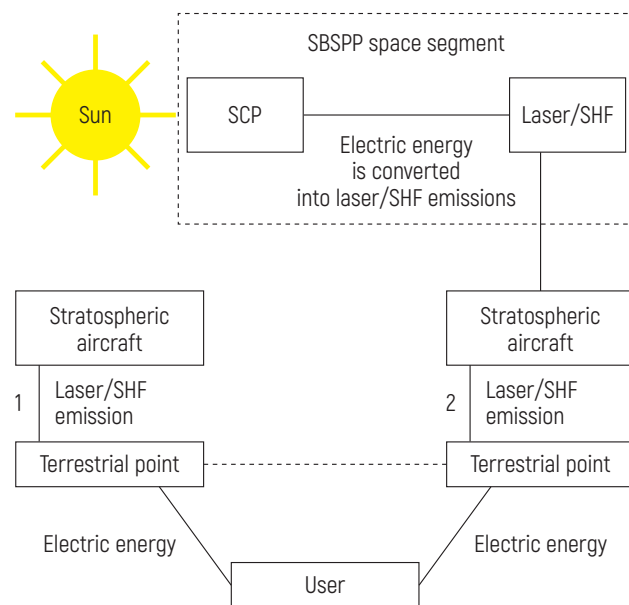 SBSPP space segment
Sun
SCP
Laser/SHF
Electric energy
is converted
into laser/SHF emissions
Stratospheric
aircraft
Stratospheric
aircraft
1
Laser/SHF
emission
2
Laser/SHF
emission
Terrestrial point
Terrestrial point
Electric energy
Electric energy
User